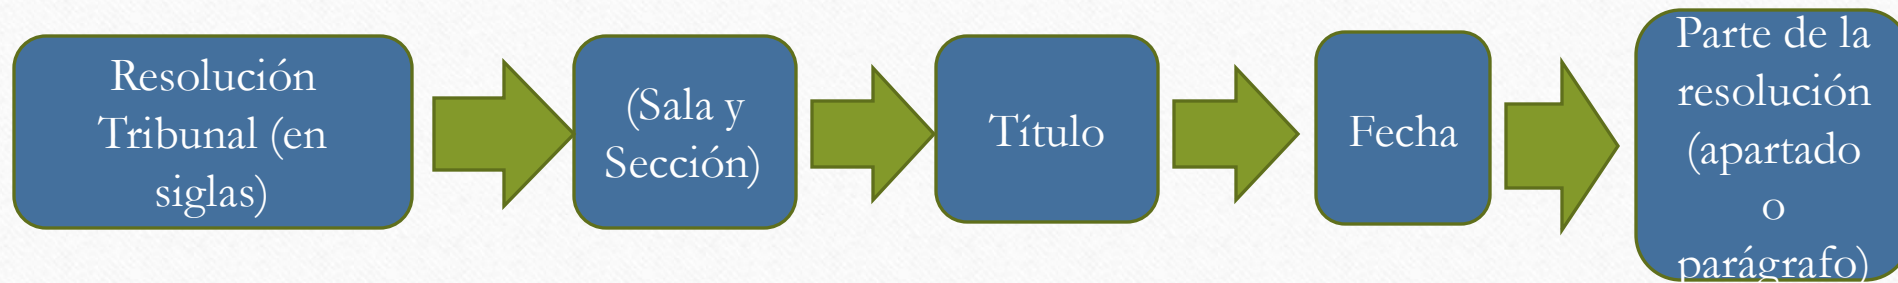 Resolución
Tribunal (en
siglas)
(Sala y
Sección)
Título
Fecha
Parte de la
resolución
(apartado
o
parágrafo)